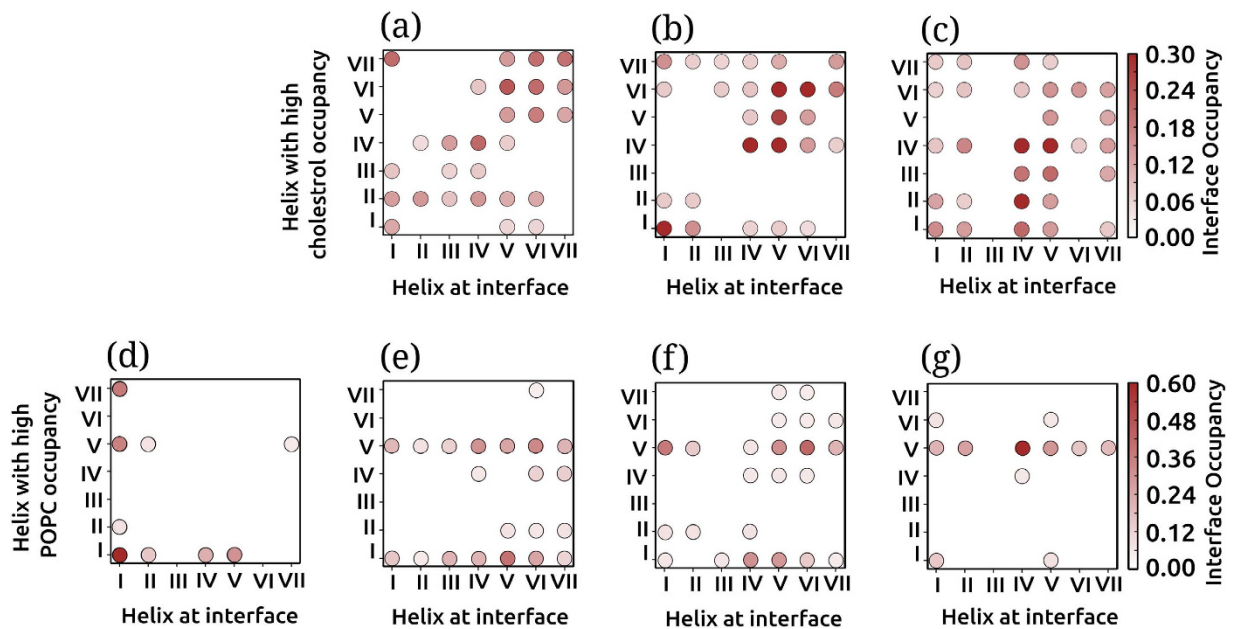 (a) (b) (c)
Helix with high
cholestrol occupancy
VII
VI
V
IV
III
II
I
I II III IV V VI VII
Helix at interface
VII
VI
V
IV
III
II
I
I II III IV V VI VII
Helix at interface
VII
VI
V
IV
III
II
I
I II III IV V VI VII
Helix at interface
0.30
0.24
0.18
0.12
0.06
0.00
Interface Occupancy
(d) (e) (f) (g)
Helix with high
POPC occupancy
VII
VI
V
IV
III
II
I
I II III IV V VI VII
Helix at interface
VII
VI
V
IV
III
II
I
I II III IV V VI VII
Helix at interface
VII
VI
V
IV
III
II
I
I II III IV V VI VII
Helix at interface
VII
VI
V
IV
III
II
I
I II III IV V VI VII
Helix at interface
0.60
0.48
0.36
0.24
0.12
0.00
Interface Occupancy